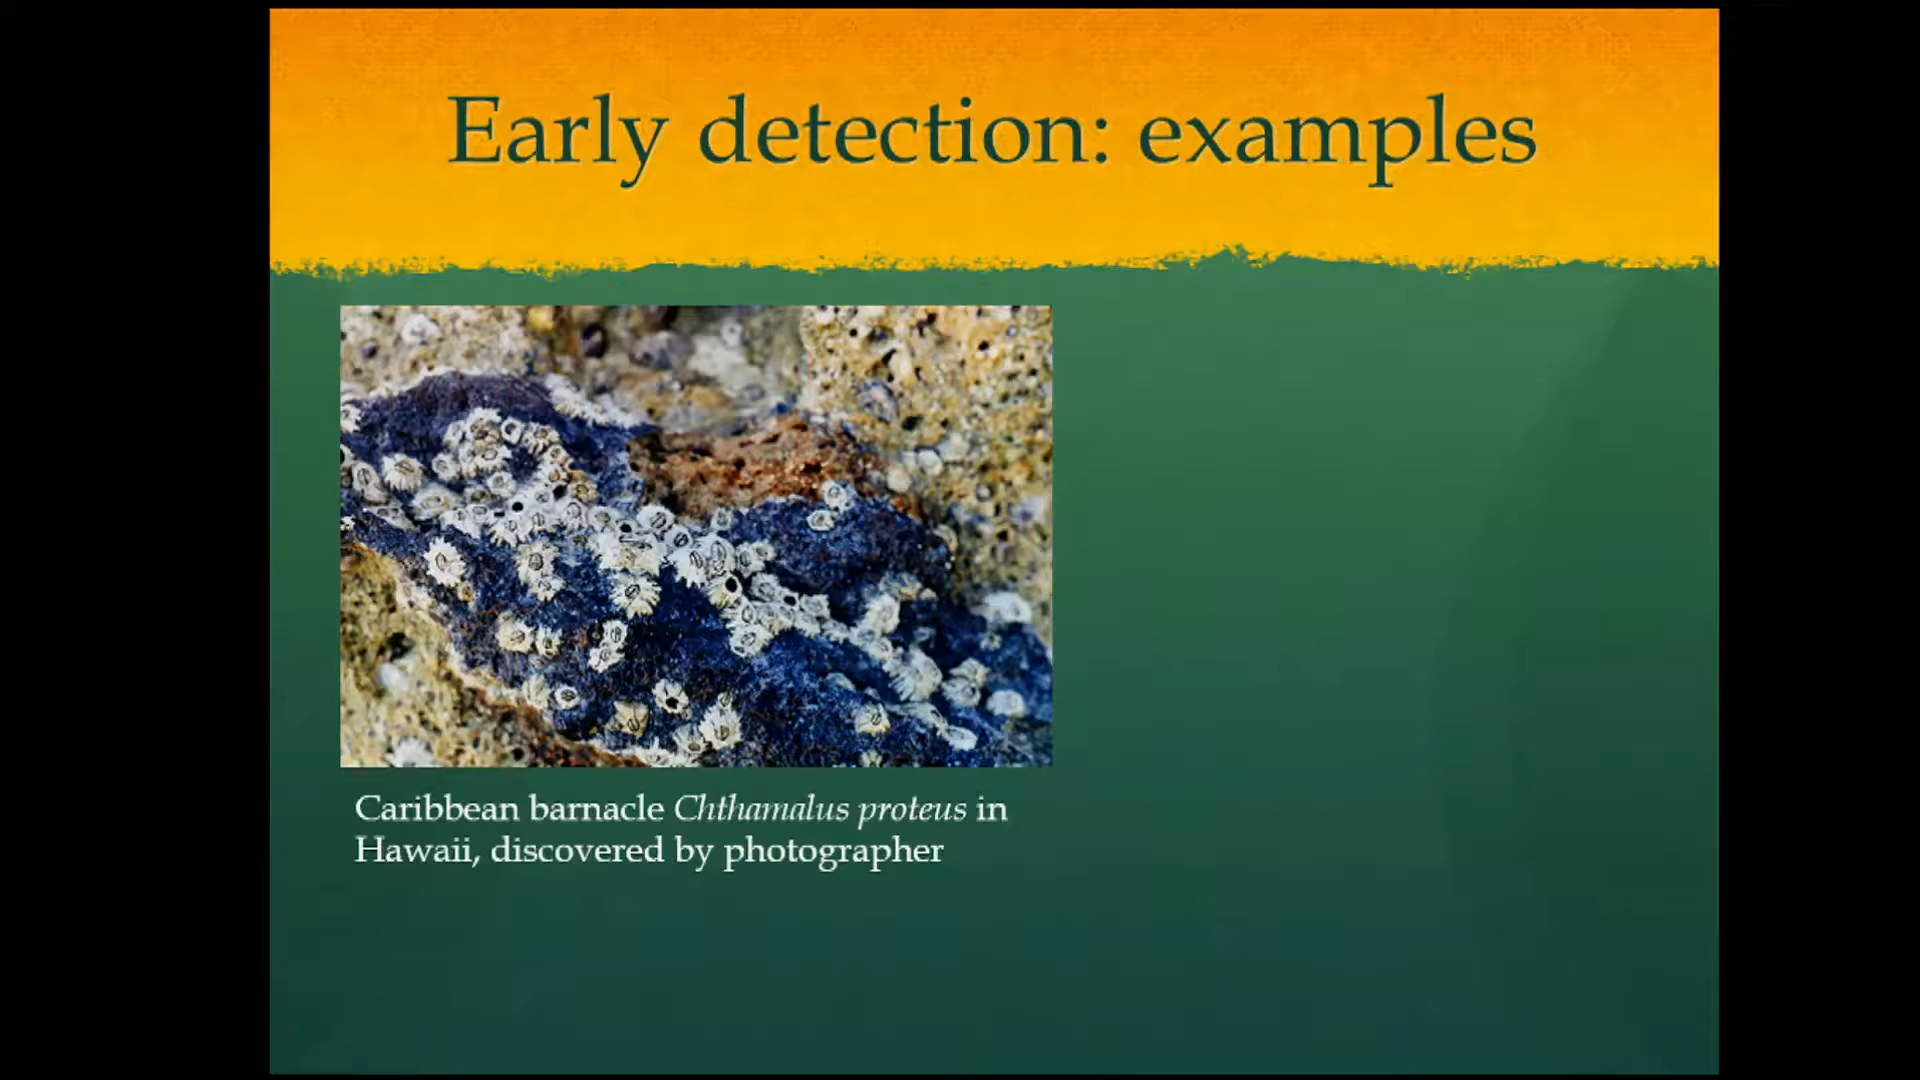 Early detection: examples
Caribbean barnacle Chthamalus proteus in
Hawaii, discovered by photographer